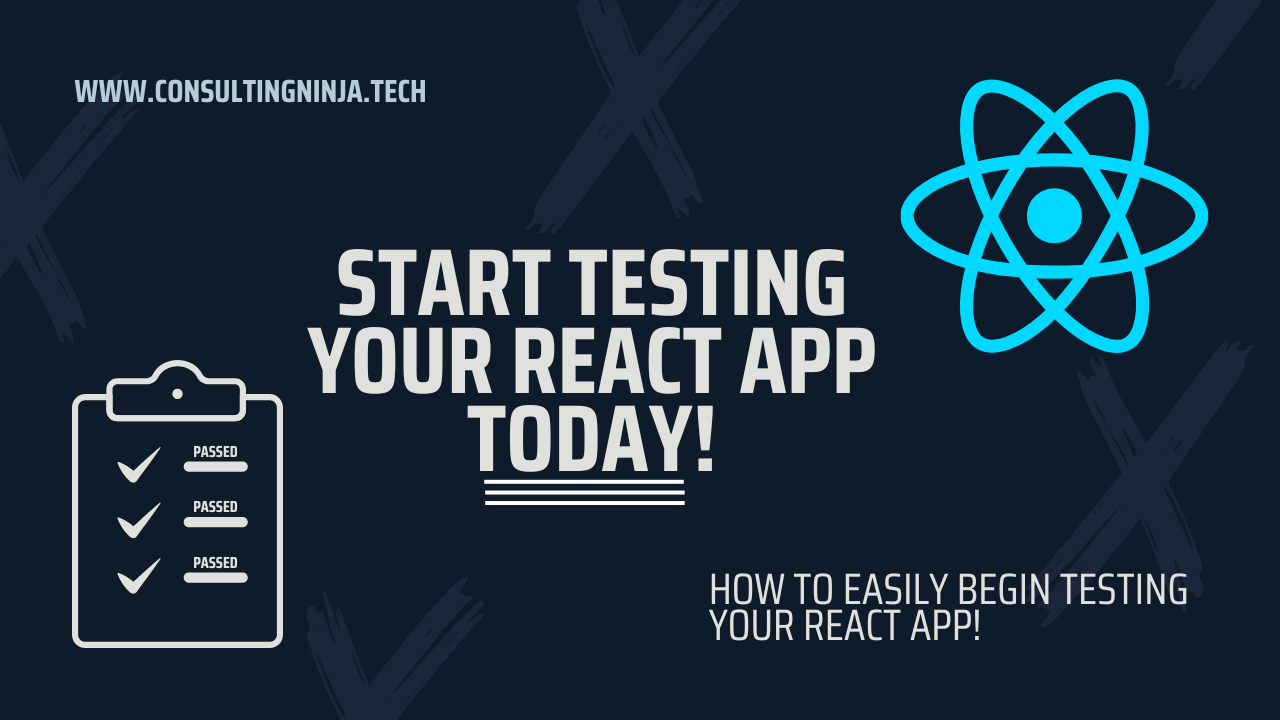 WWW.CONSULTINGNINJA.TECH
START TESTING
YOUR REACT APP
TODAY!
PASSED
PASSED
PASSED
HOW TO EASILY BEGIN TESTING
YOUR REACT APP!